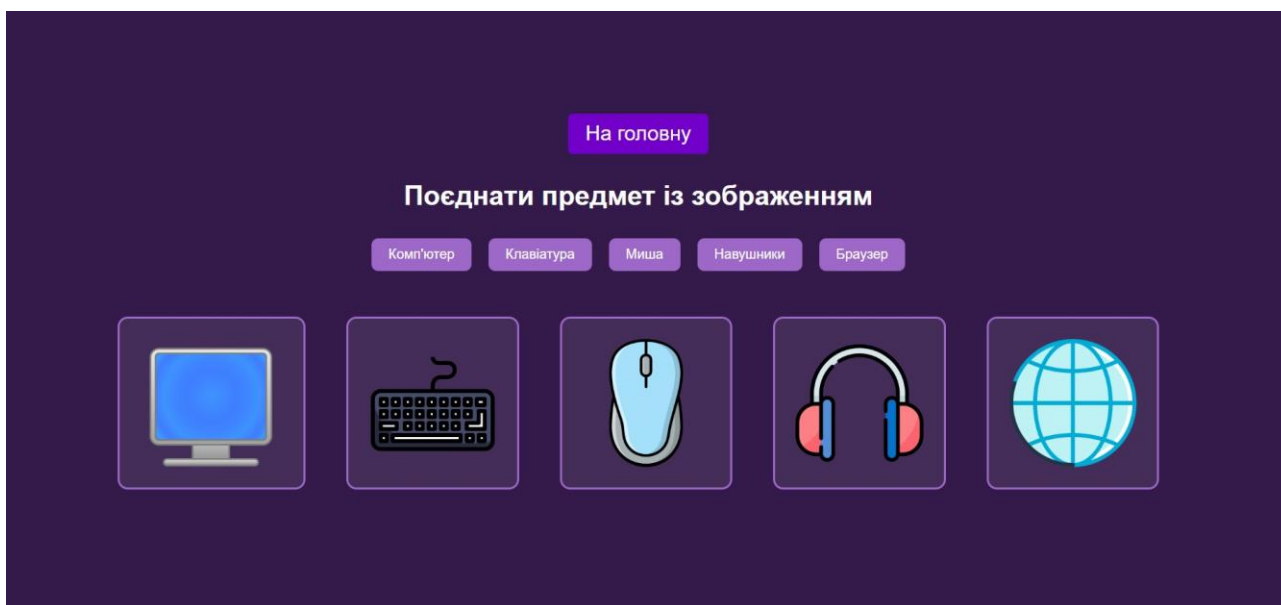 На головну
Поєднати предмет із зображенням
Комп'ютер Клавіатура Миша Навушники Браузер